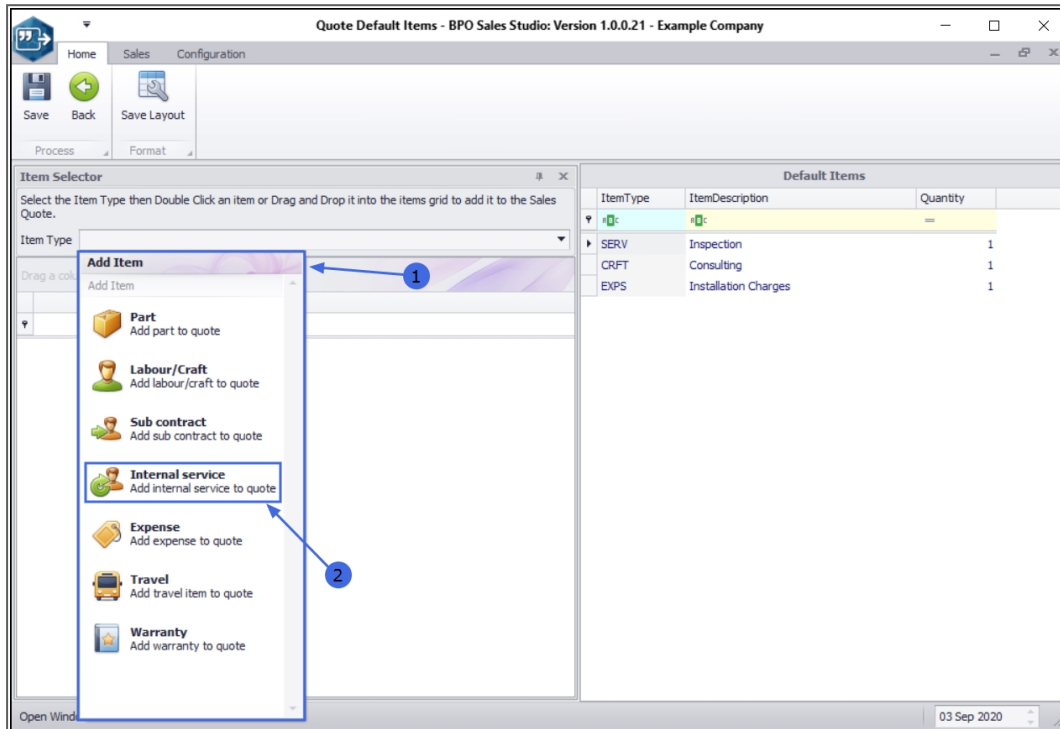 Quote Default Items - BPO Sales Studio: Version 1.0.0.21 - Example Company
Home Sales Configuration
Save Back Save Layout
Process Format
Item Selector
Select the Item Type then Double Click an item or Drag and Drop it into the items grid to add it to the Sales
Quote.
Item Type
Drag a colu
Add Item
Add Item
Part
Add part to quote
Labour/Craft
Add labour/craft to quote
Sub contract
Add sub contract to quote
Internal service
Add internal service to quote
Expense
Add expense to quote
Travel
Add travel item to quote
Warranty
Add warranty to quote
1
2
Default Items
ItemType ItemDescription Quantity
=
SERV Inspection 1
CRFT Consulting 1
EXPS Installation Charges 1
Open Wind
03 Sep 2020